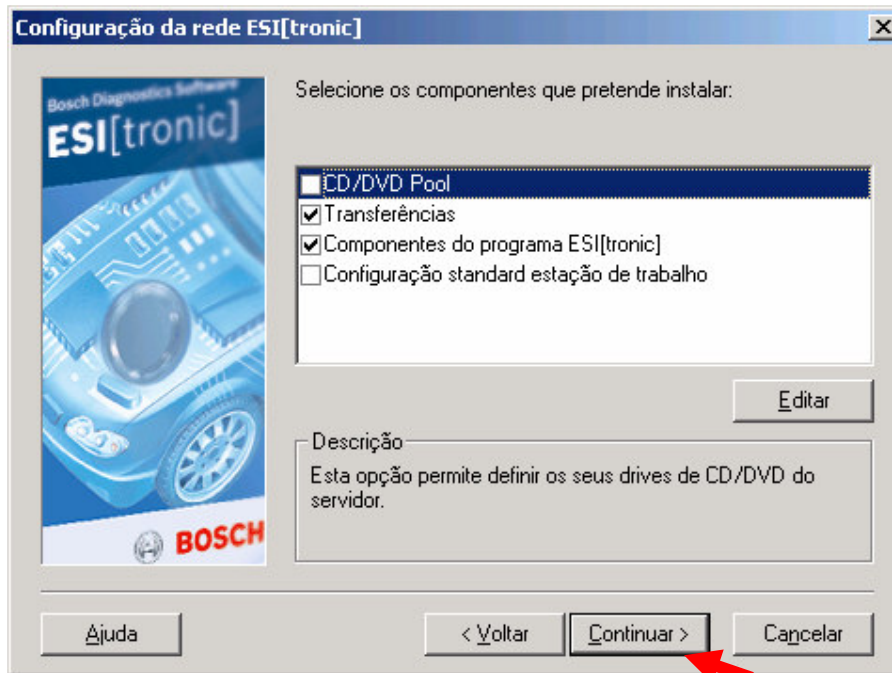 Configuração da rede ESI[tronic]
Bosch Diagnostics Software
ESI[tronic]
Selecione os componentes que pretende instalar:
CD/DVD Pool
Transferências
Componentes do programa ESI[tronic]
Configuração standard estação de trabalho
Editar
Descrição
Esta opção permite definir os seus drives de CD/DVD do
servidor.
BOSCH
Ajuda
< Voltar
Continuar >
Cancelar